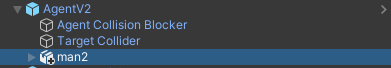 AgentV2
Agent Collision Blocker
Target Collider
man2